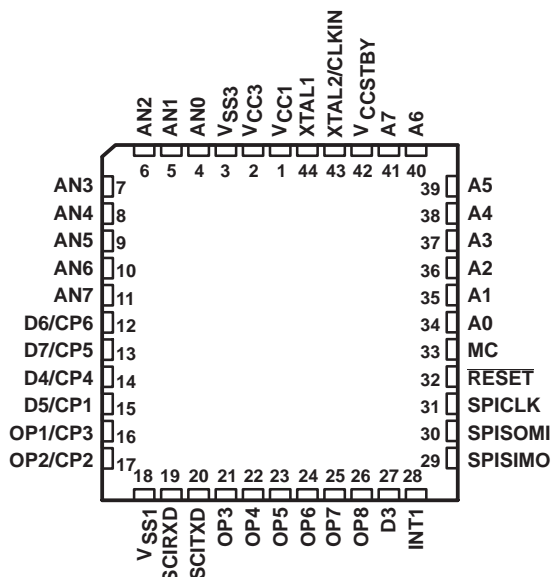 AN2
AN1
AN0
VSS3
VCC3
VCC1
XTAL1
XTAL2/CLKIN
VCCSTBY
A7
A6
6 5 4 3 2 1 44 43 42 41 40
AN3 7
AN4 8
AN5 9
AN6 10
AN7 11
D6/CP6 12
D7/CP5 13
D4/CP4 14
D5/CP1 15
OP1/CP3 16
OP2/CP2 17
39 A5
38 A4
37 A3
36 A2
35 A1
34 A0
33 MC
32 RESET
31 SPICLK
30 SPISOMI
29 SPISIMO
18 19 20 21 22 23 24 25 26 27 28
VSS1
SCIRXD
SCITXD
OP3
OP4
OP5
OP6
OP7
OP8
D3
INT1